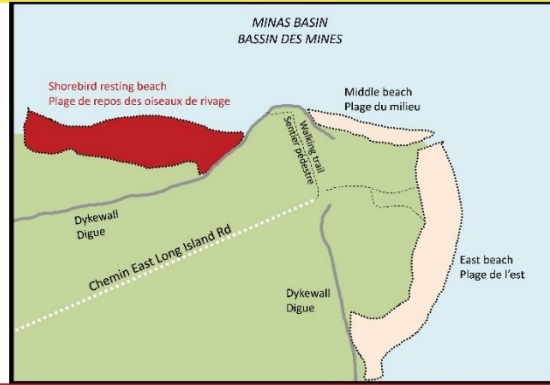 MINAS BASIN
BASSIN DES MINES
Shorebird resting beach
Plage de repos des oiseaux de rivage
Middle beach
Plage du milieu
Walking trail
Sentier pédestre
Dykewall
Digue
Chemin East Long Island Rd
East beach
Plage de l'est
Dykewall
Digue